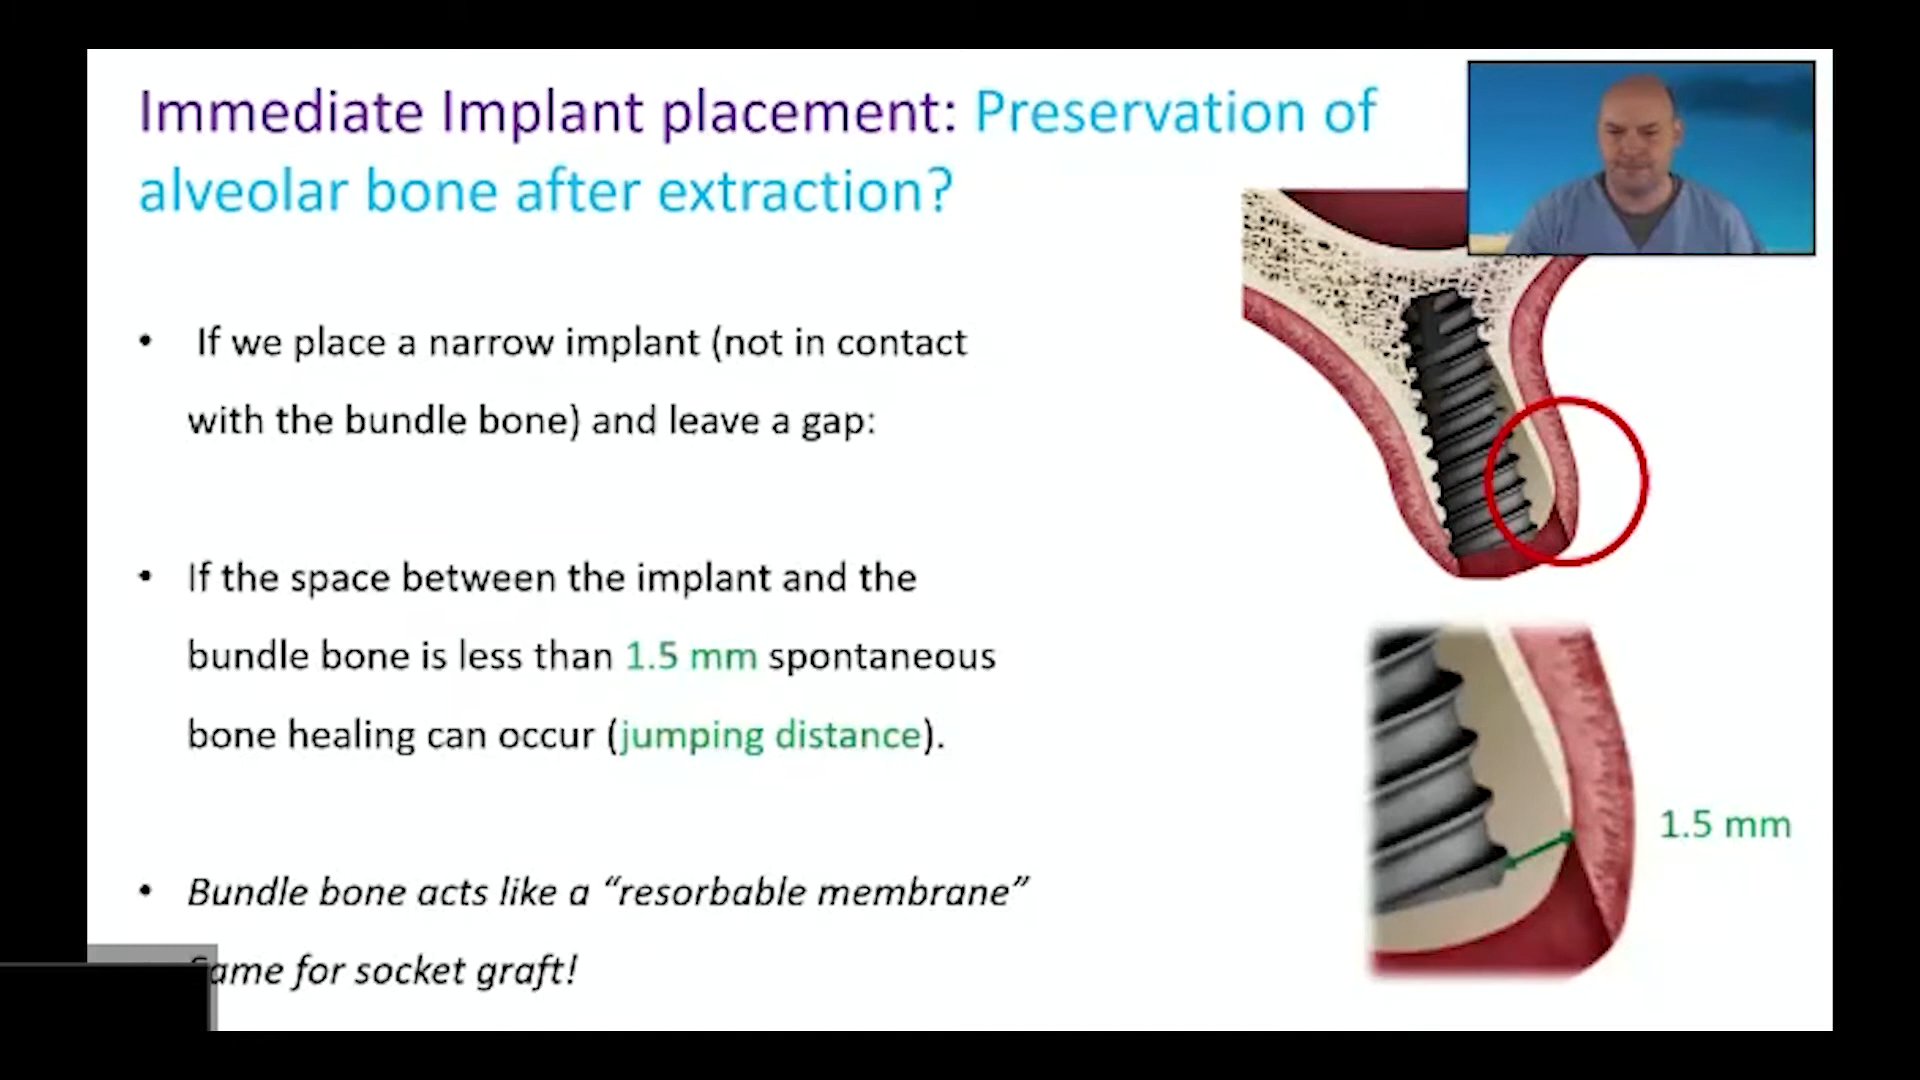 Immediate Implant placement: Preservation of
alveolar bone after extraction?
• If we place a narrow implant (not in contact
with the bundle bone) and leave a gap:
• If the space between the implant and the
bundle bone is less than 1.5 mm spontaneous
bone healing can occur (jumping distance).
• Bundle bone acts like a “resorbable membrane”
Same for socket graft!
1.5 mm